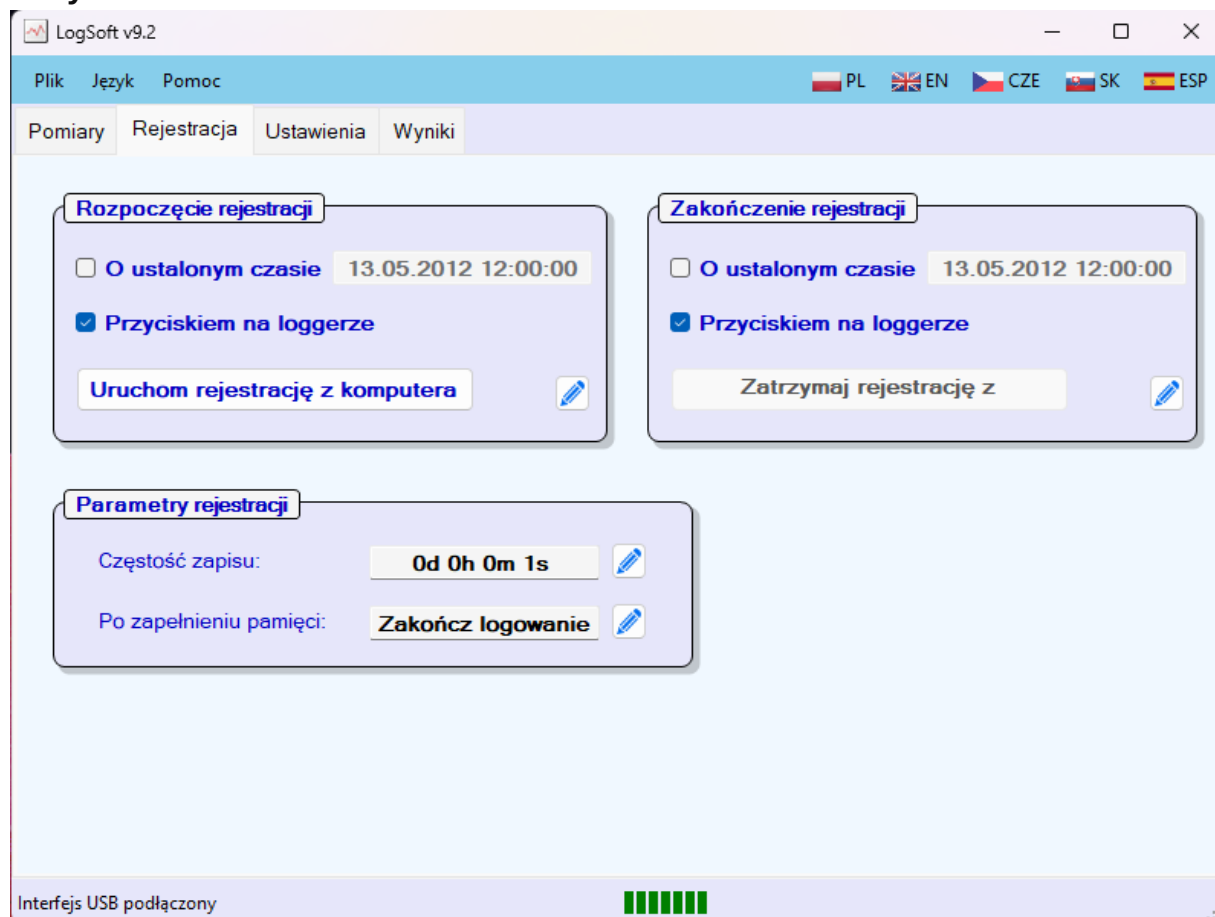 LogSoft v9.2
Plik Język Pomoc PL EN CZE SK ESP
Pomiary Rejestracja Ustawienia Wyniki
Rozpoczęcie rejestracji
O ustalonym czasie 13.05.2012 12:00:00
Przyciskiem na loggerze
Uruchom rejestrację z komputera
Zakończenie rejestracji
O ustalonym czasie 13.05.2012 12:00:00
Przyciskiem na loggerze
Zatrzymaj rejestrację z
Parametry rejestracji
Częstość zapisu: 0d 0h 0m 1s
Po zapełnieniu pamięci: Zakończ logowanie
Interfejs USB podłączony